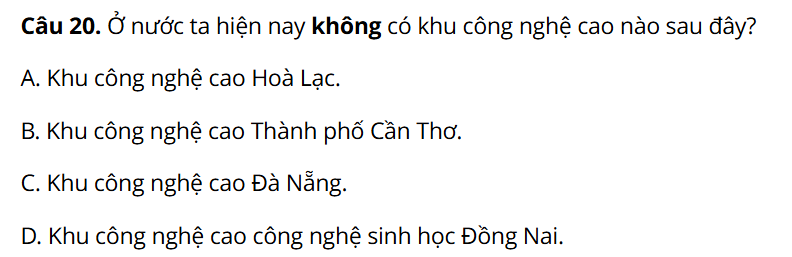 Câu 20. Ở nước ta hiện nay không có khu công nghệ cao nào sau đây?
A. Khu công nghệ cao Hoà Lạc.
B. Khu công nghệ cao Thành phố Cần Thơ.
C. Khu công nghệ cao Đà Nẵng.
D. Khu công nghệ cao công nghệ sinh học Đồng Nai.